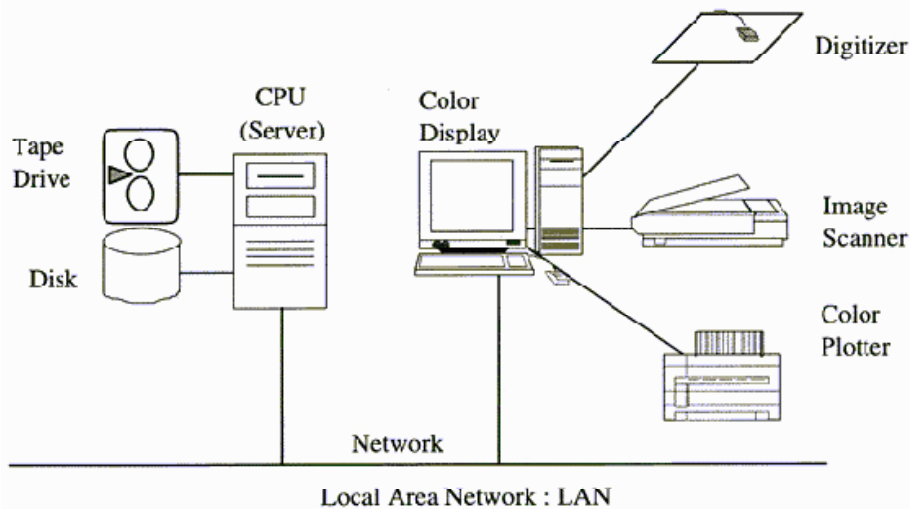 Digitizer
CPU
(Server)
Color
Display
Tape
Drive
Image
Scanner
Disk
Color
Plotter
Network
Local Area Network : LAN